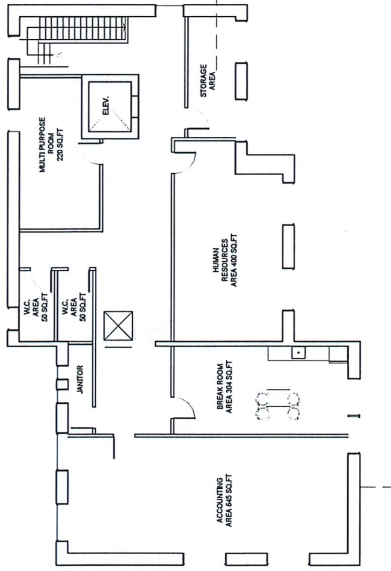 ELEV.
STORAGE
AREA
MULTI PURPOSE
ROOM
220 SQ.FT
W.C.
AREA
50 SQ.FT
W.C.
AREA
50 SQ.FT
HUMAN
RESOURCES
AREA 400 SQ.FT
JANITOR
BREAK ROOM
AREA 304 SQ.FT
ACCOUNTING
AREA 645 SQ.FT